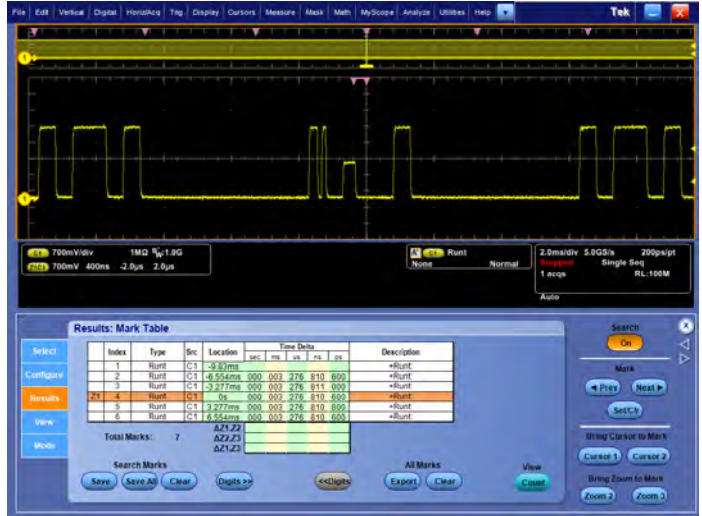 File Edit Vertical Digital Horiz/Acq Trig Display Cursors Measure Mask Math MyScope Analyze Utilities Help Tek X
1
1
C1 700mV/div 1MΩ BW:1.0G
Z1C1 700mV 400ns -2.0µs 2.0µs
A' C1 Runt
None Normal
2.0ms/div 5.0GS/s 200ps/pt
Stopped Single Seq
1 acqs RL:100M
Auto
Results: Mark Table
Select
Configure
Results
View
Mode
Index Type Src Location Time Delta Description
sec ms us ns ps
1 Runt C1 -9.83ms +Runt:
2 Runt C1 -6.554ms 000 003 276 810 600 +Runt:
3 Runt C1 -3.277ms 000 003 276 811 000 +Runt:
Z1 4 Runt C1 0s 000 003 276 810 800 +Runt:
5 Runt C1 3.277ms 000 003 276 810 800 +Runt:
6 Runt C1 6.554ms 000 003 276 810 600 +Runt:
Total Marks: 7
ΔZ1,Z2
ΔZ2,Z3
ΔZ1,Z3
Search Marks
Save Save All Clear
Digits >>
<<Digits
All Marks
Export Clear
View
Count
Search
On
X
Mark
◄ Prev Next ►
Set/Clr
Bring Cursor to Mark
Cursor 1 Cursor 2
Bring Zoom to Mark
Zoom 2 Zoom 3